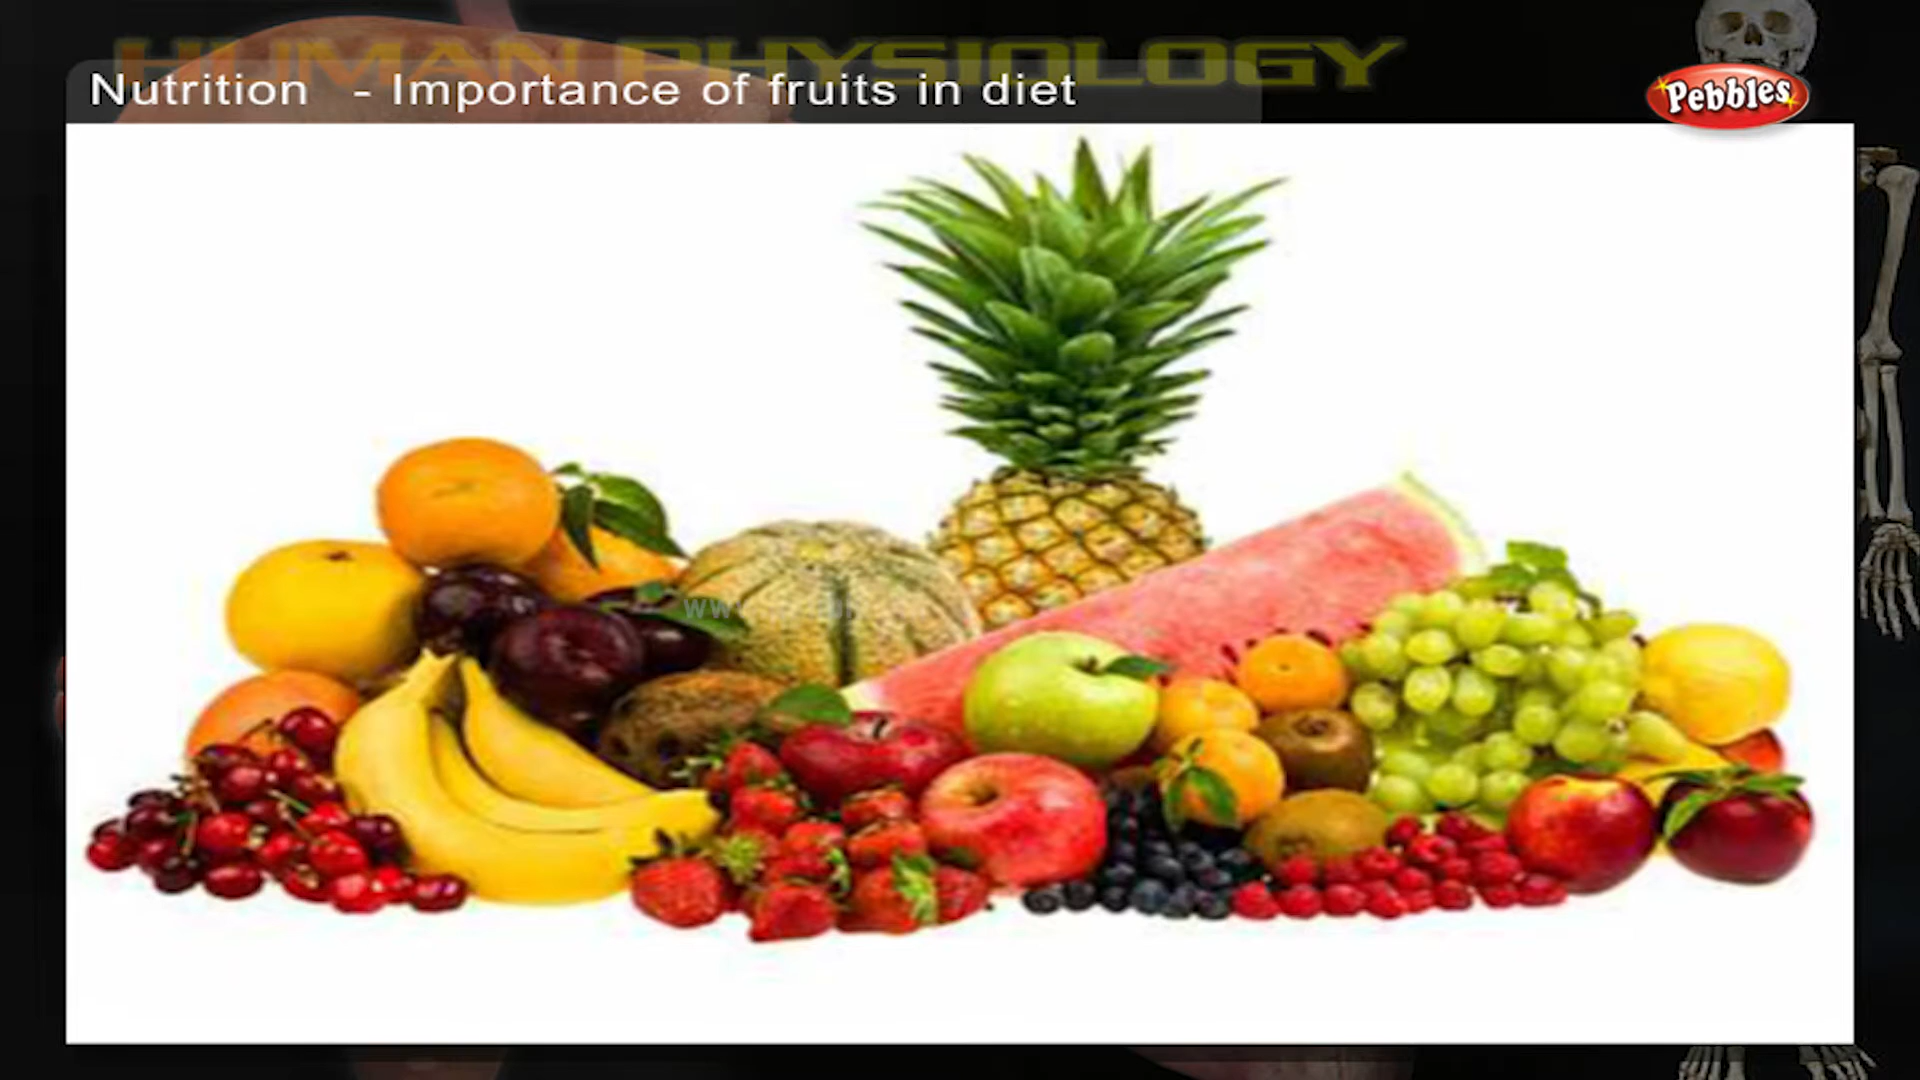 HUMAN PHYSIOLOGY
Nutrition - Importance of fruits in diet
Pebbles